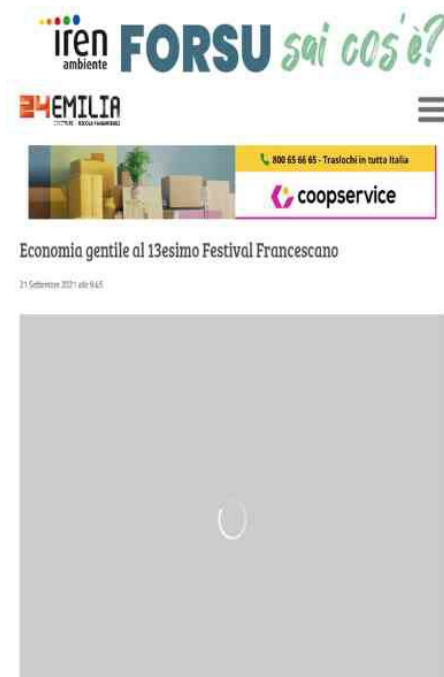 iren
ambiente
FORSU sai cos'è?
24EMILIA
800 65 66 65 - Traslochi in tutta Italia
coopservice
Economia gentile al 13esimo Festival Francescano
21 Settembre 2021 alle 9:45